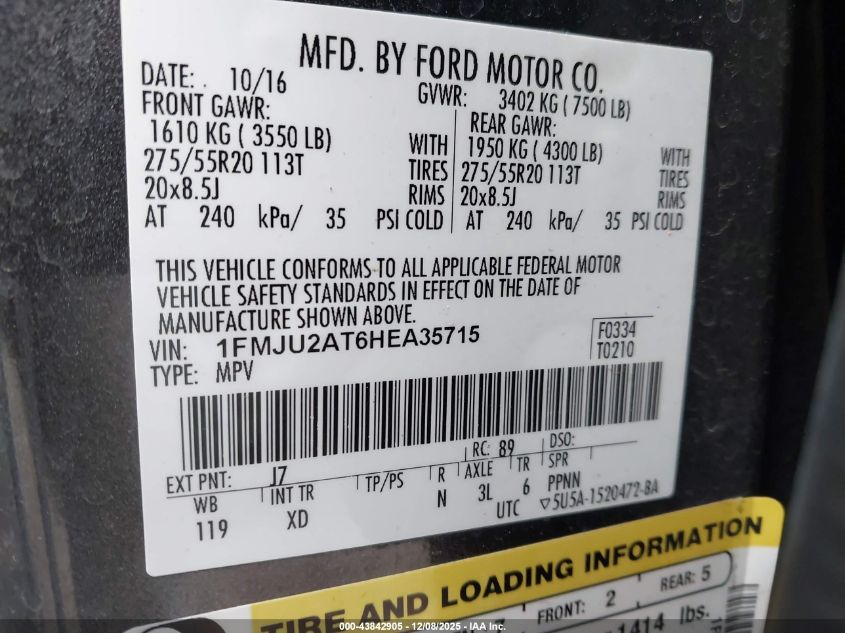 MFD. BY FORD MOTOR CO.
DATE: 10/16
GVWR: 3402 KG ( 7500 LB)
FRONT GAWR:
1610 KG ( 3550 LB) WITH
275/55R20 113T TIRES
20x8.5J RIMS
AT 240 kPa/ 35 PSI COLD
REAR GAWR:
1950 KG ( 4300 LB) WITH
275/55R20 113T TIRES
20x8.5J RIMS
AT 240 kPa/ 35 PSI COLD
THIS VEHICLE CONFORMS TO ALL APPLICABLE FEDERAL MOTOR
VEHICLE SAFETY STANDARDS IN EFFECT ON THE DATE OF
MANUFACTURE SHOWN ABOVE.
VIN: 1FMJU2AT6HEA35715
TYPE: MPV
F0334
T0210
EXT PNT: J7
RC: 89
DSO:
WB INT TR TP/PS R AXLE TR SPR
119 XD N 3L 6 PPNN
UTC ▽5U5A-1520472-BA
TIRE AND LOADING INFORMATION
FRONT: 2
REAR: 5
1414 lbs.
000-43842905 - 12/08/2025 - IAA Inc.